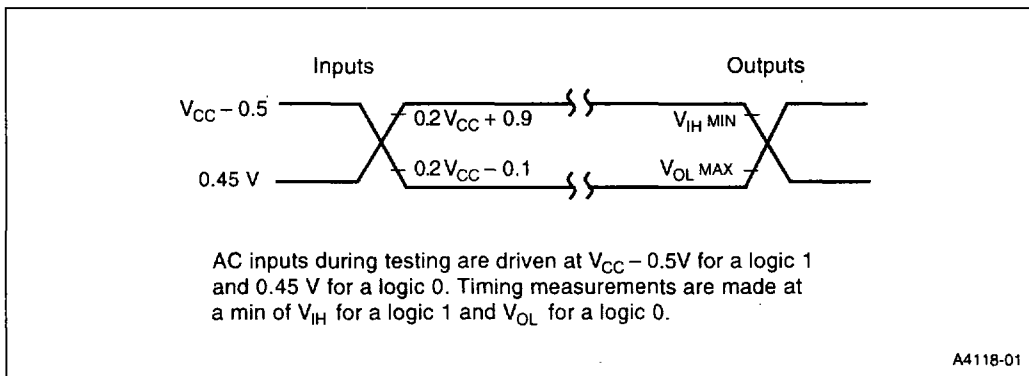 Inputs
Outputs
V_CC – 0.5
0.2 V_CC + 0.9
V_IH MIN
0.45 V
0.2 V_CC – 0.1
V_OL MAX
AC inputs during testing are driven at V_CC – 0.5V for a logic 1
and 0.45 V for a logic 0. Timing measurements are made at
a min of V_IH for a logic 1 and V_OL for a logic 0.
A4118-01